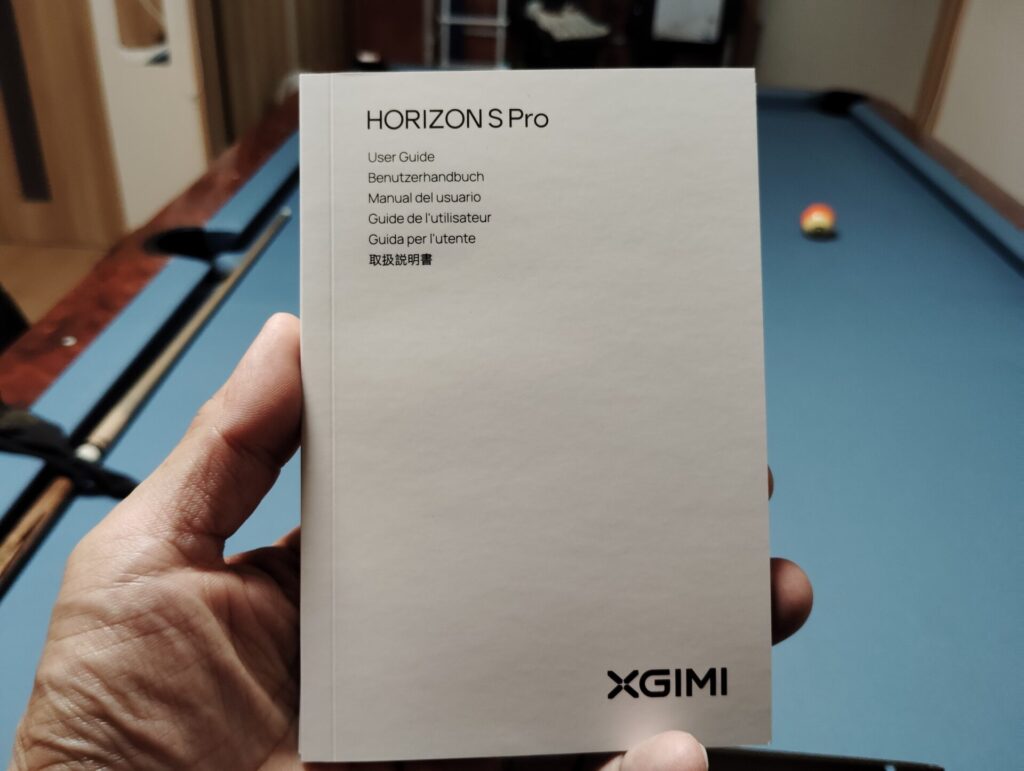 HORIZON S Pro
User Guide
Benutzerhandbuch
Manual del usuario
Guide de l'utilisateur
Guida per l'utente
取扱説明書
XGIMI